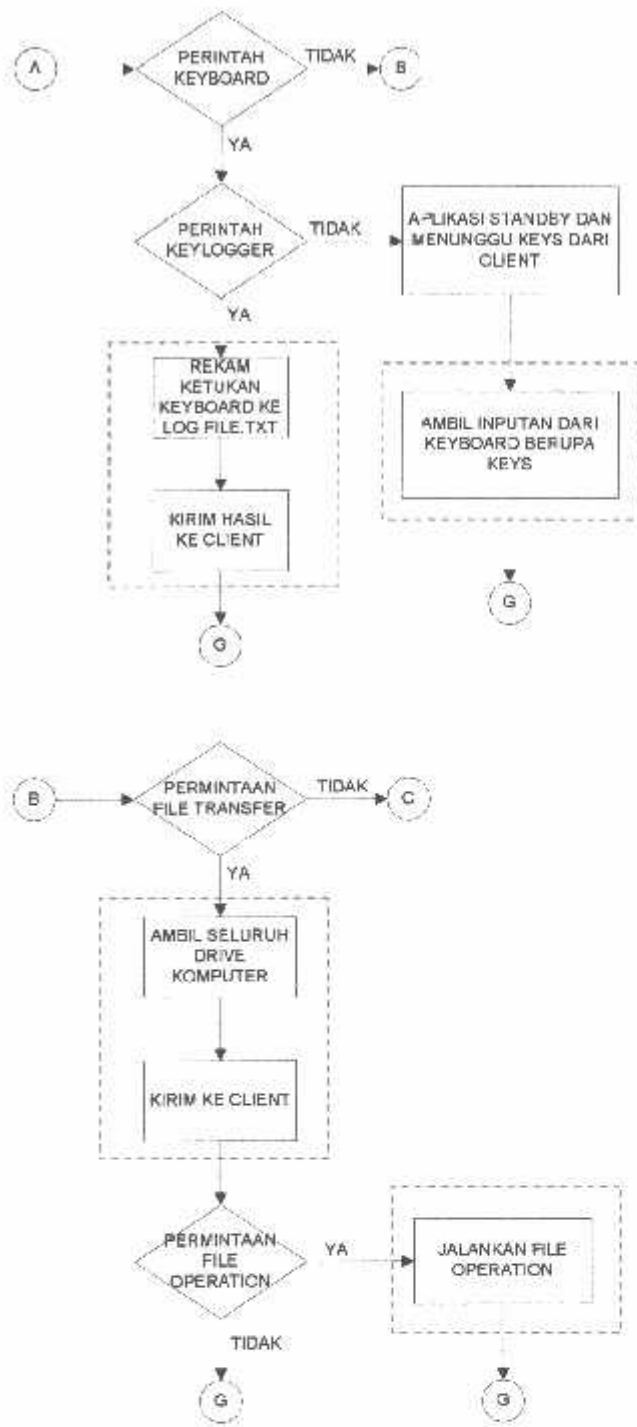 A
PERINTAH
KEYBOARD
TIDAK
B
YA
PERINTAH
KEYLOGGER
TIDAK
APLIKASI STANDBY DAN
MENUNGGU KEYS DARI
CLIENT
YA
REKAM
KETUKAN
KEYBOARD KE
LOG FILE.TXT
AMBIL INPUTAN DARI
KEYBOARD BERUPA
KEYS
KIRIM HASIL
KE CLIENT
G
G
B
PERMINTAAN
FILE TRANSFER
TIDAK
C
YA
AMBIL SELURUH
DRIVE
KOMPUTER
KIRIM KE CLIENT
PERMINTAAN
FILE
OPERATION
YA
JALANKAN FILE
OPERATION
TIDAK
G
G